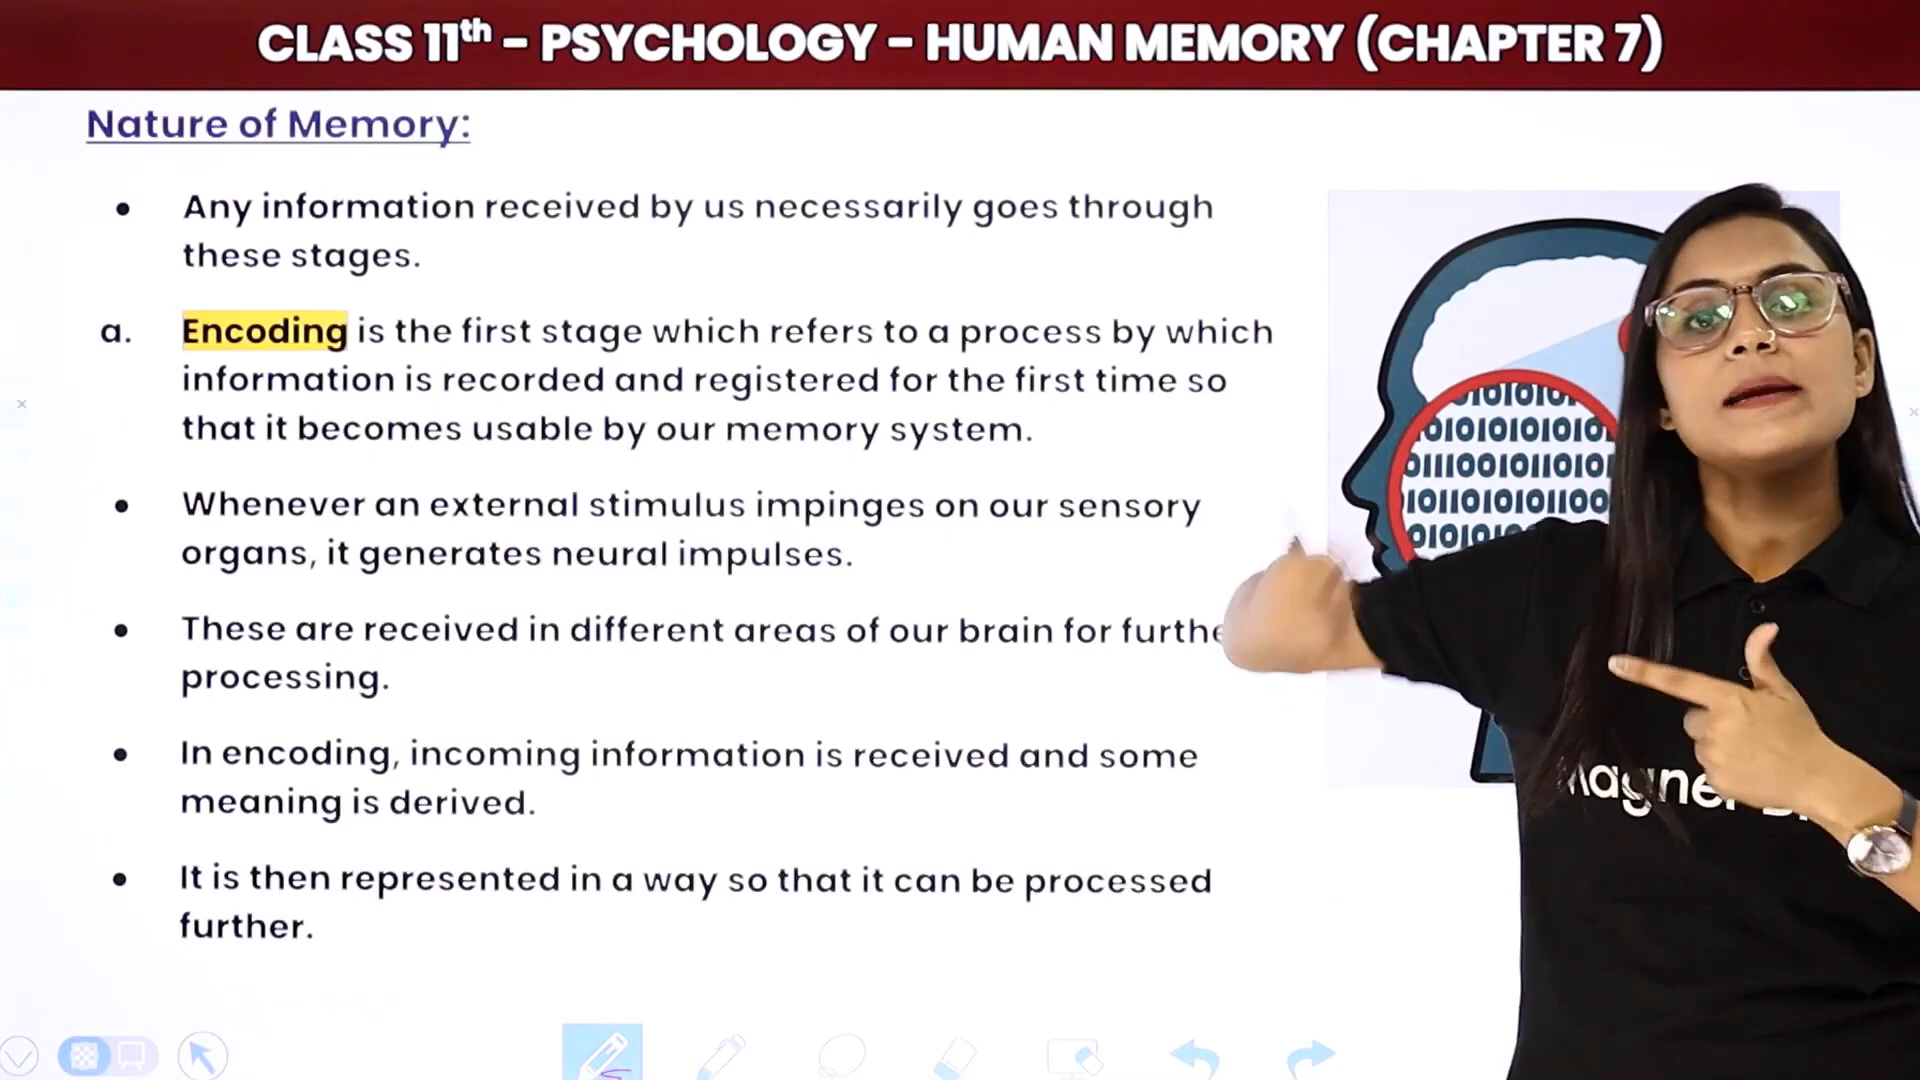 CLASS 11th – PSYCHOLOGY – HUMAN MEMORY (CHAPTER 7)
Nature of Memory:
• Any information received by us necessarily goes through
these stages.
a. Encoding is the first stage which refers to a process by which
information is recorded and registered for the first time so
that it becomes usable by our memory system.
• Whenever an external stimulus impinges on our sensory
organs, it generates neural impulses.
• These are received in different areas of our brain for furthe
processing.
• In encoding, incoming information is received and some
meaning is derived.
• It is then represented in a way so that it can be processed
further.